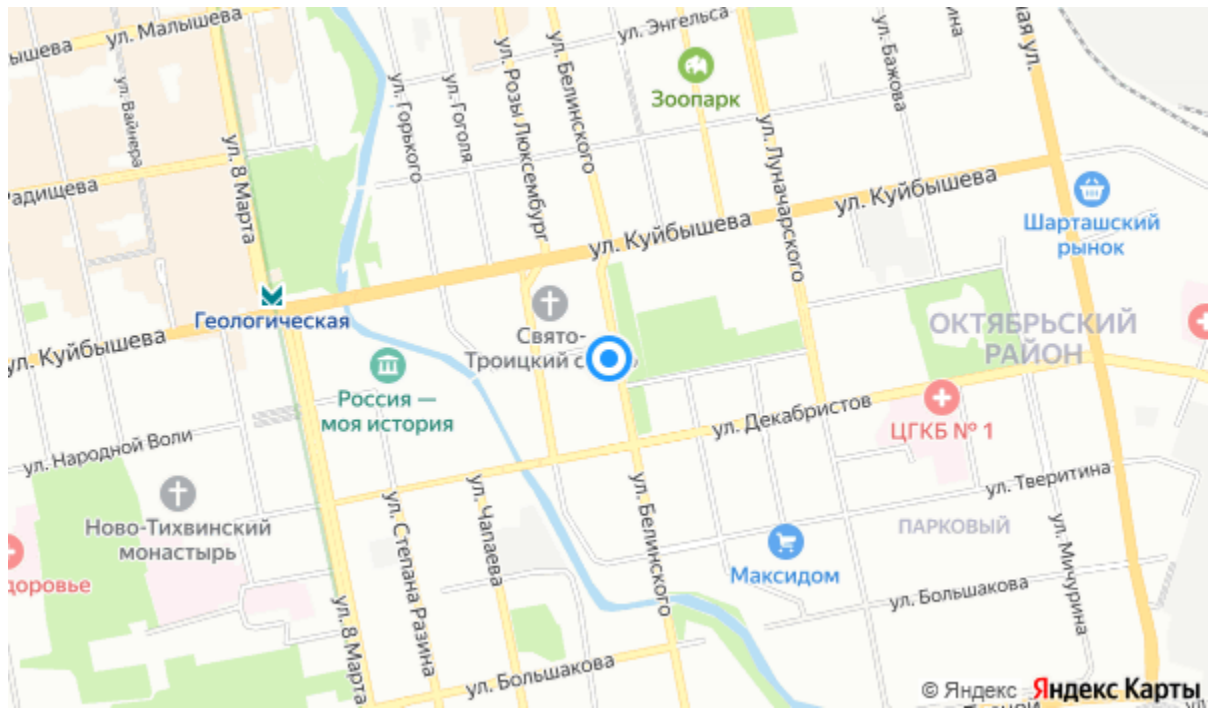 ул. Малышева
ул. Энгельса
ул. Вайнера
ул. Горького
ул. Гоголя
ул. Розы Люксембург
ул. Белинского
Зоопарк
ул. Бажова
ул. Луначарского
ул. 8 Марта
ул. Куйбышева
ул. Куйбышева
Шарташский
рынок
Геологическая
Свято-
Троицкий с
ОКТЯБРЬСКИЙ
РАЙОН
ул. Куйбышева
Россия —
моя история
ул. Декабристов
ЦГКБ № 1
ул. Народной Воли
ул. Тверитина
Ново-Тихвинский
монастырь
ул. Степана Разина
ул. Чапаева
ул. Белинского
ПАРКОВЫЙ
Максидом
ул. Мичурина
доровье
ул. Большакова
ул. 8 Марта
ул. Большакова
© Яндекс Яндекс Карты